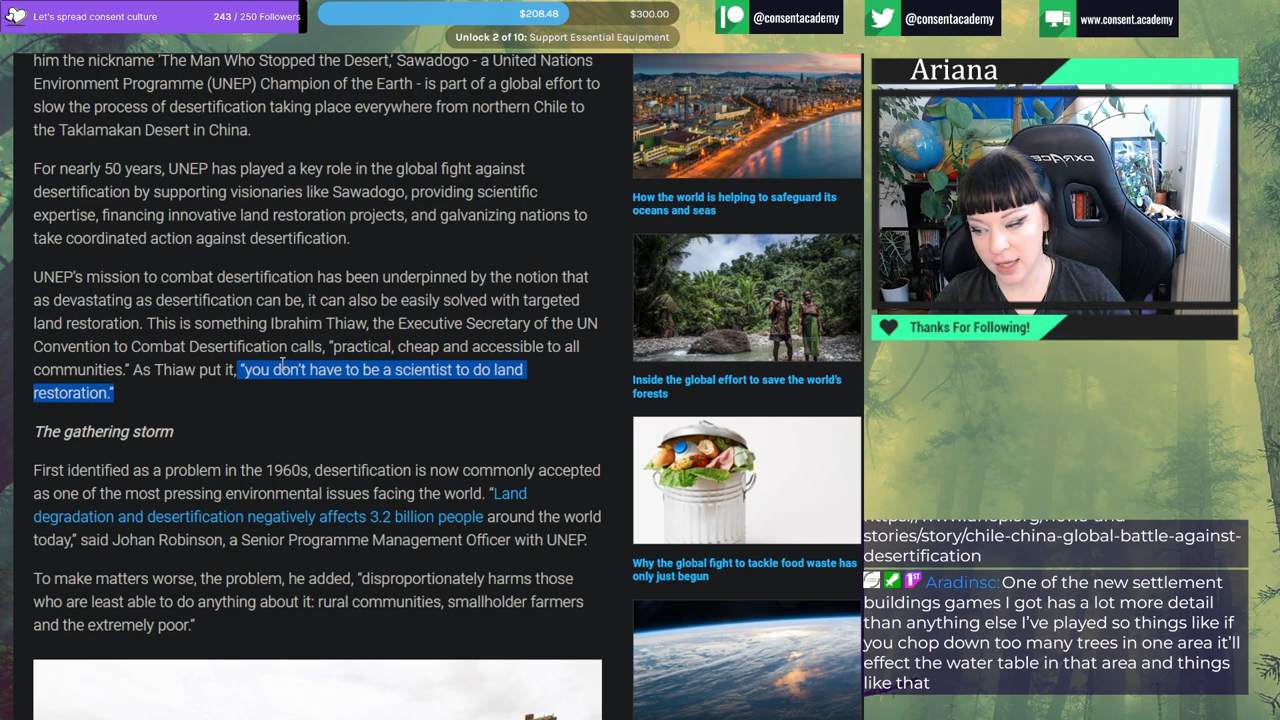 Let's spread consent culture
243 / 250 Followers
$208.48
$300.00
Unlock 2 of 10: Support Essential Equipment
@consentacademy
@consentacademy
www.consent.academy
him the nickname 'The Man Who Stopped the Desert,' Sawadogo - a United Nations
Environment Programme (UNEP) Champion of the Earth - is part of a global effort to
slow the process of desertification taking place everywhere from northern Chile to
the Taklamakan Desert in China.
For nearly 50 years, UNEP has played a key role in the global fight against
desertification by supporting visionaries like Sawadogo, providing scientific
expertise, financing innovative land restoration projects, and galvanizing nations to
take coordinated action against desertification.
UNEP's mission to combat desertification has been underpinned by the notion that
as devastating as desertification can be, it can also be easily solved with targeted
land restoration. This is something Ibrahim Thiaw, the Executive Secretary of the UN
Convention to Combat Desertification calls, "practical, cheap and accessible to all
communities." As Thiaw put it, "you don't have to be a scientist to do land
restoration."
The gathering storm
First identified as a problem in the 1960s, desertification is now commonly accepted
as one of the most pressing environmental issues facing the world. "Land
degradation and desertification negatively affects 3.2 billion people around the world
today," said Johan Robinson, a Senior Programme Management Officer with UNEP.
To make matters worse, the problem, he added, "disproportionately harms those
who are least able to do anything about it: rural communities, smallholder farmers
and the extremely poor."
How the world is helping to safeguard its
oceans and seas
Inside the global effort to save the world's
forests
Why the global fight to tackle food waste has
only just begun
Ariana
DXRACER
Thanks For Following!
stories/story/chile-china-global-battle-against-
desertification
1ST Aradinsc: One of the new settlement
buildings games I got has a lot more detail
than anything else I've played so things like if
you chop down too many trees in one area it'll
effect the water table in that area and things
like that